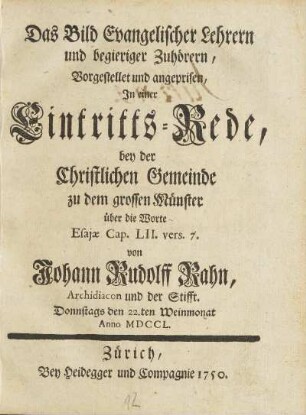 Das Bild Evangelischer Lehrern
und begieriger Zuhörern,
Vorgestellet und angeprisen,
In einer
Eintritts-Rede,
bey der
Christlichen Gemeinde
zu dem grossen Münster
über die Worte
Esajæ Cap. LII. vers. 7.
von
Johann Rudolff Rahn,
Archidiacon und der Stifft.
Donnstags den 22.ten Weinmonat
Anno MDCCL.
Zürich,
Bey Heidegger und Compagnie 1750.
12